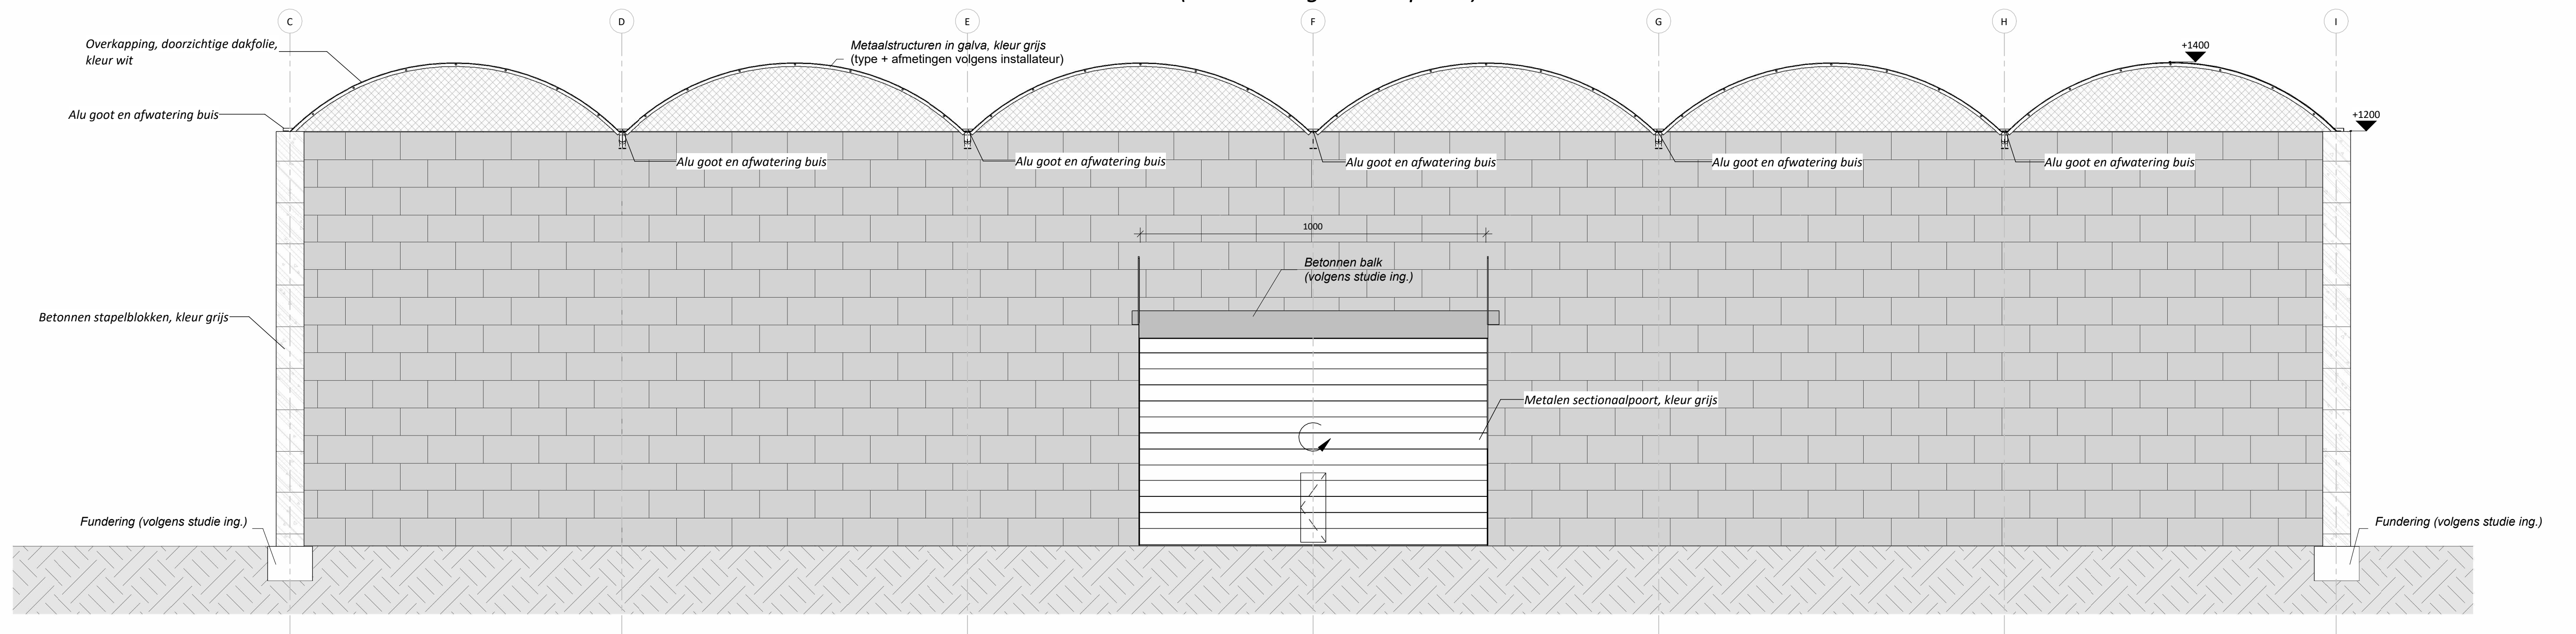 C
D
E
F
G
H
I
Overkapping, doorzichtige dakfolie,
kleur wit
Metaalstructuren in galva, kleur grijs
(type + afmetingen volgens installateur)
+1400
Alu goot en afwatering buis
+1200
Alu goot en afwatering buis
Alu goot en afwatering buis
Alu goot en afwatering buis
Alu goot en afwatering buis
Alu goot en afwatering buis
1000
Betonnen balk
(volgens studie ing.)
Betonnen stapelblokken, kleur grijs
Metalen sectionaalpoort, kleur grijs
Fundering (volgens studie ing.)
Fundering (volgens studie ing.)